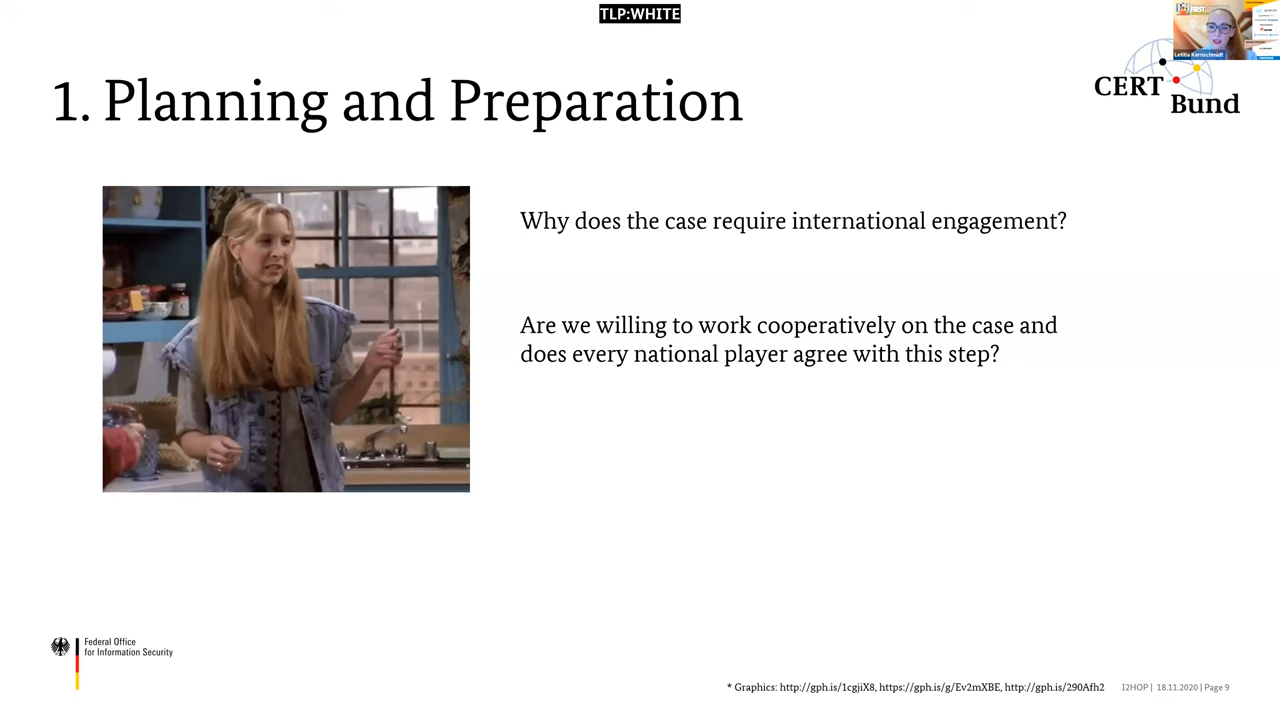 TLP:WHITE
FIRST
Letitia Kernschmidt
1. Planning and Preparation
CERT
Bund
Why does the case require international engagement?
Are we willing to work cooperatively on the case and
does every national player agree with this step?
Federal Office
for Information Security
* Graphics: http://gph.is/1cgjiX8, https://gph.is/g/Ev2mXBE, http://gph.is/290Afh2
I2HOP | 18.11.2020 | Page 9